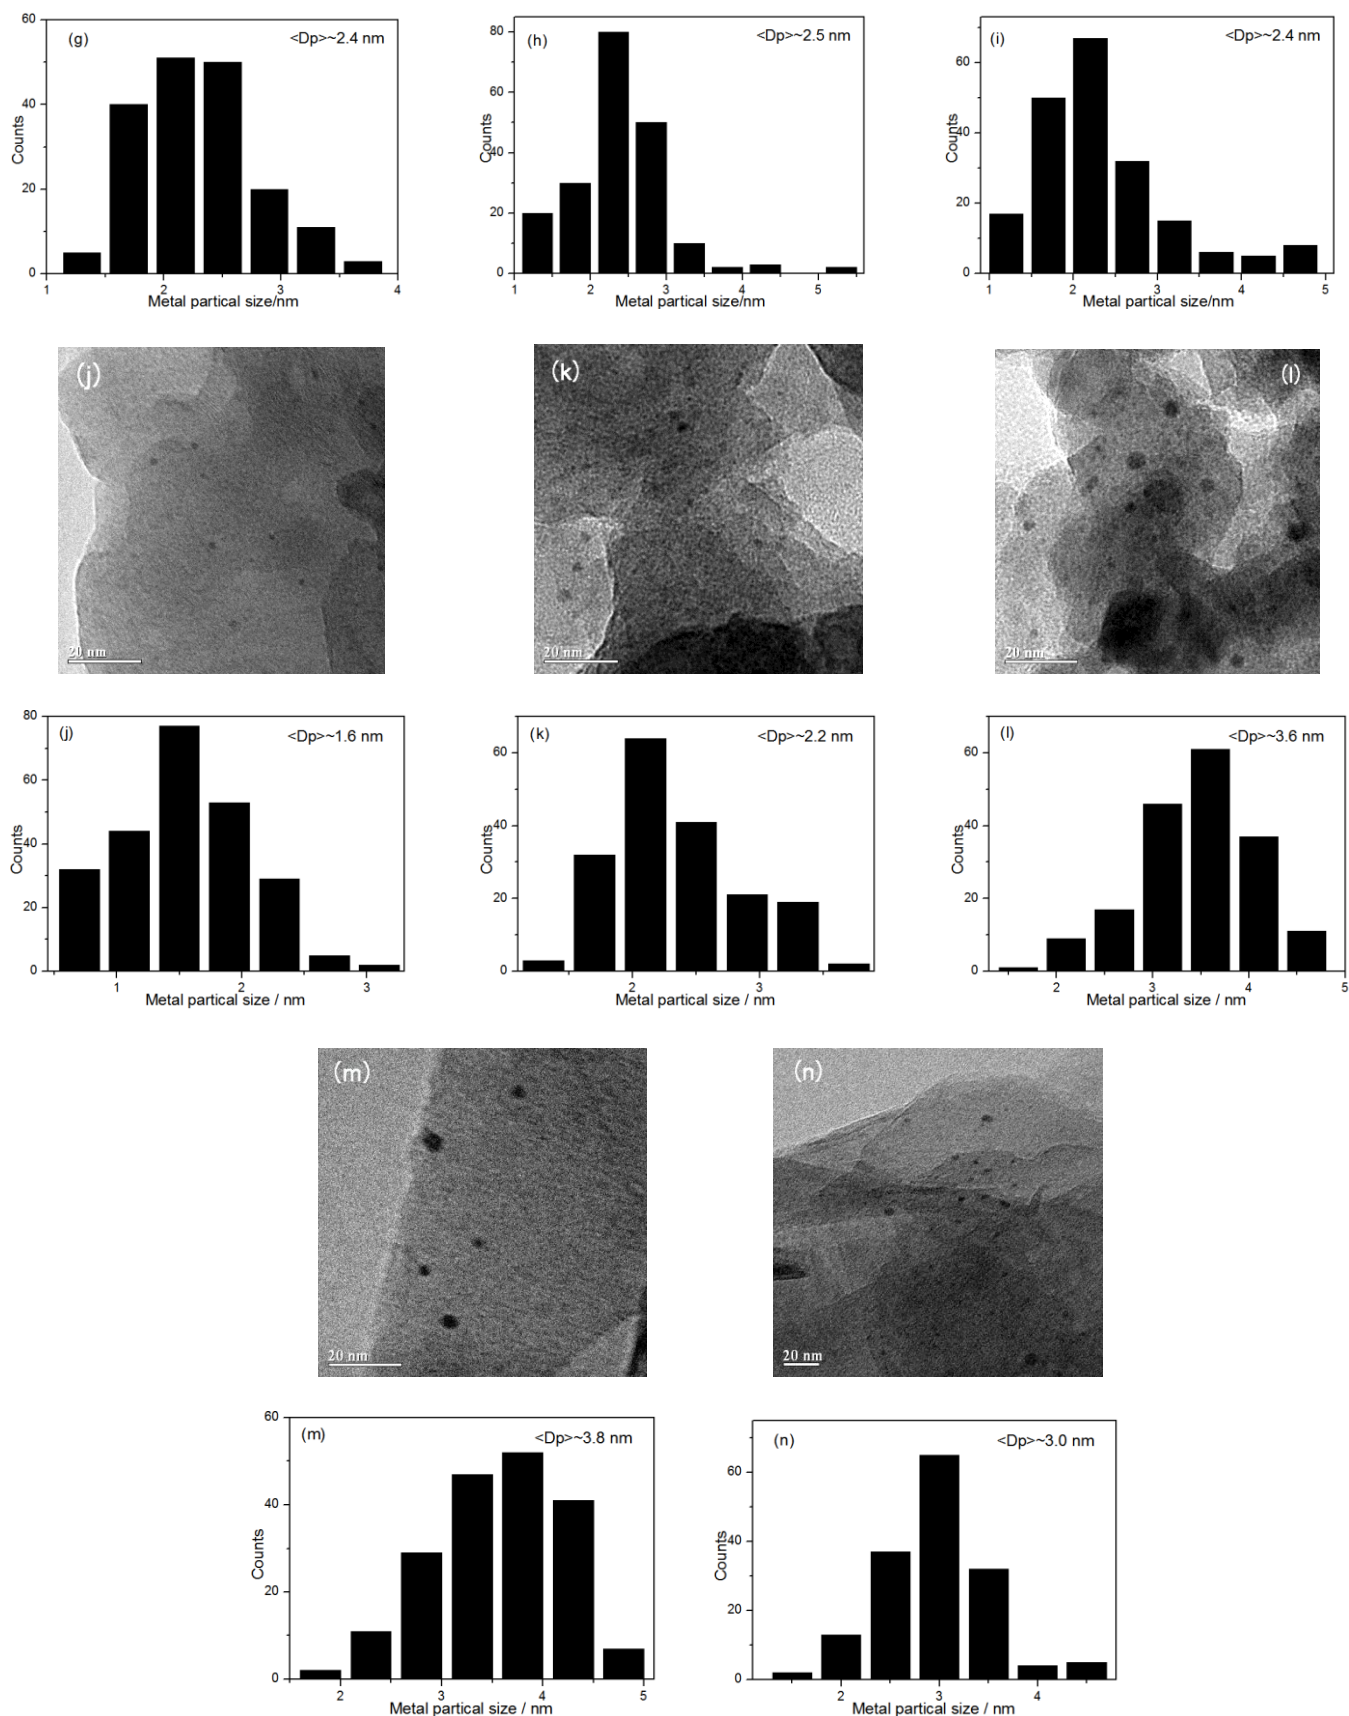 (g) <Dp>~2.4 nm
60
40
20
0
Counts
1 2 3 4
Metal partical size/nm
(h) <Dp>~2.5 nm
80
60
40
20
0
Counts
1 2 3 4 5
Metal partical size/nm
(i) <Dp>~2.4 nm
60
40
20
0
Counts
1 2 3 4 5
Metal partical size/nm
(j)
20 nm
(k)
20 nm
(l)
20 nm
(j) <Dp>~1.6 nm
80
60
40
20
0
Counts
1 2 3
Metal partical size / nm
(k) <Dp>~2.2 nm
60
40
20
0
Counts
2 3
Metal partical size / nm
(l) <Dp>~3.6 nm
60
40
20
0
Counts
2 3 4 5
Metal partical size / nm
(m)
20 nm
(n)
20 nm
(m) <Dp>~3.8 nm
60
40
20
0
Counts
2 3 4 5
Metal partical size / nm
(n) <Dp>~3.0 nm
60
40
20
0
Counts
2 3 4
Metal partical size / nm